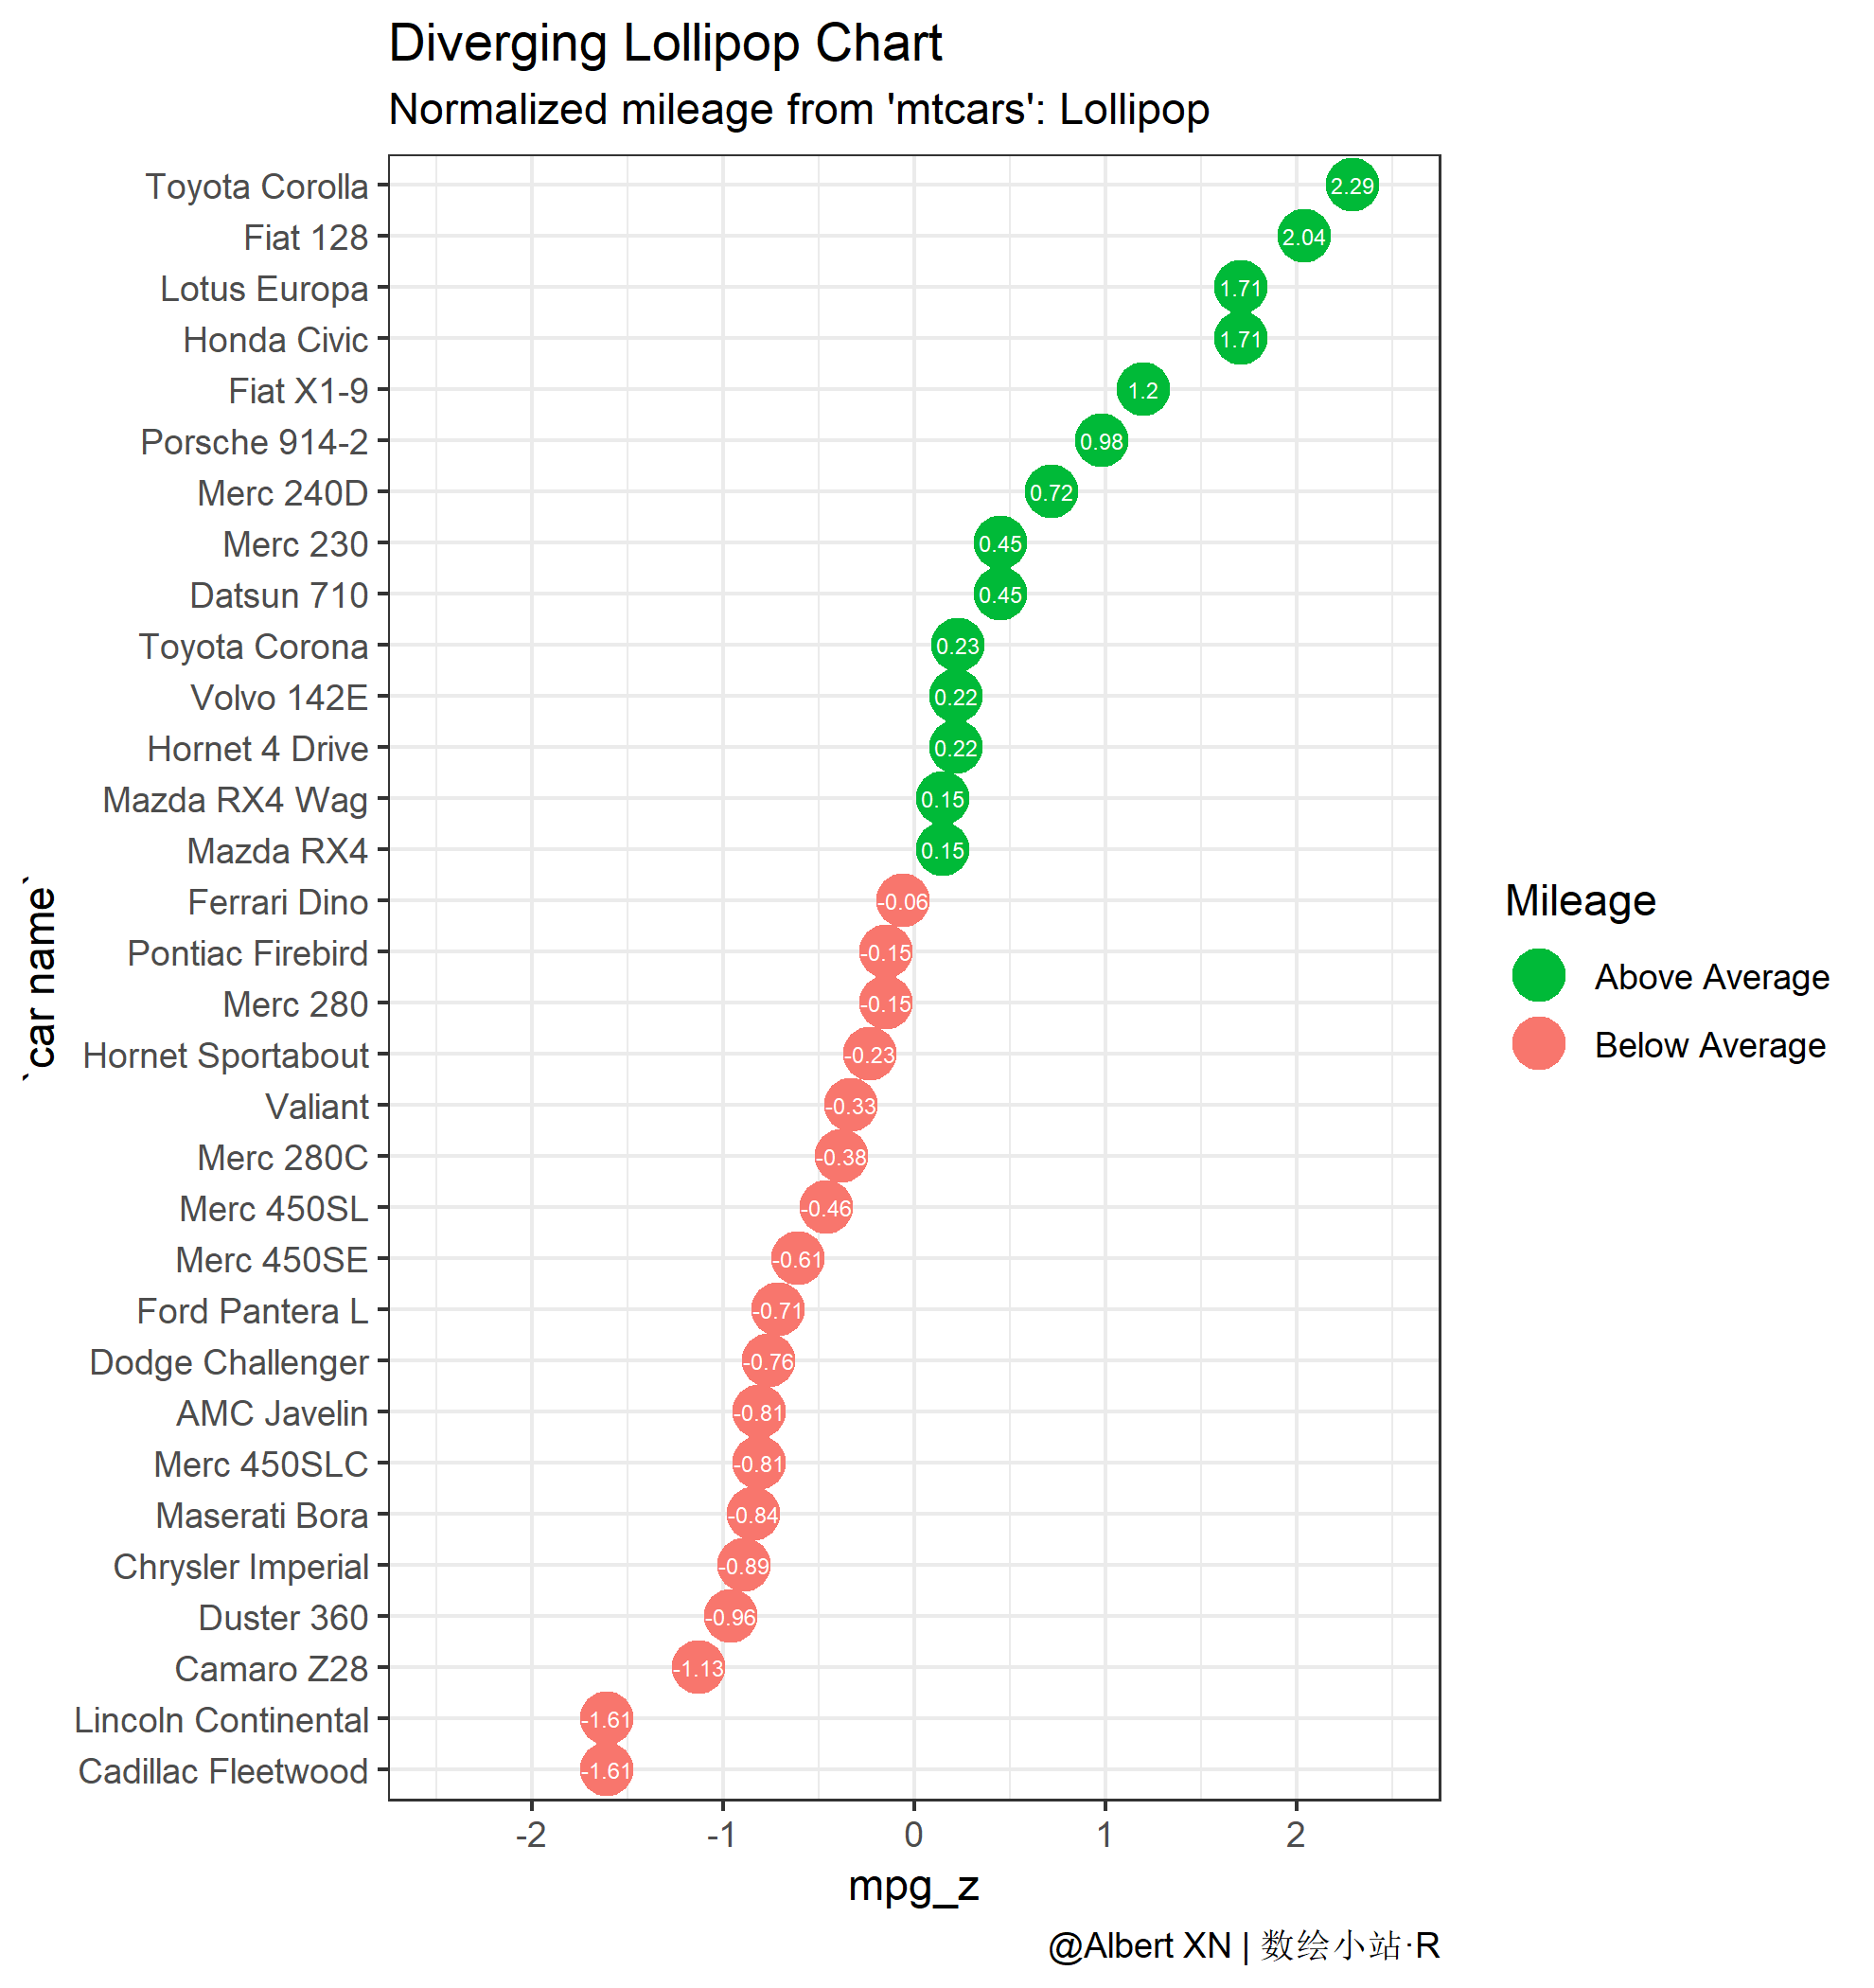 Diverging Lollipop Chart
Normalized mileage from 'mtcars': Lollipop
`car name`
Toyota Corolla 2.29
Fiat 128 2.04
Lotus Europa 1.71
Honda Civic 1.71
Fiat X1-9 1.2
Porsche 914-2 0.98
Merc 240D 0.72
Merc 230 0.45
Datsun 710 0.45
Toyota Corona 0.23
Volvo 142E 0.22
Hornet 4 Drive 0.22
Mazda RX4 Wag 0.15
Mazda RX4 0.15
Ferrari Dino -0.06
Pontiac Firebird -0.15
Merc 280 -0.15
Hornet Sportabout -0.23
Valiant -0.33
Merc 280C -0.38
Merc 450SL -0.46
Merc 450SE -0.61
Ford Pantera L -0.71
Dodge Challenger -0.76
AMC Javelin -0.81
Merc 450SLC -0.81
Maserati Bora -0.84
Chrysler Imperial -0.89
Duster 360 -0.96
Camaro Z28 -1.13
Lincoln Continental -1.61
Cadillac Fleetwood -1.61
-2 -1 0 1 2
mpg_z
Mileage
Above Average
Below Average
@Albert XN | 数绘小站·R